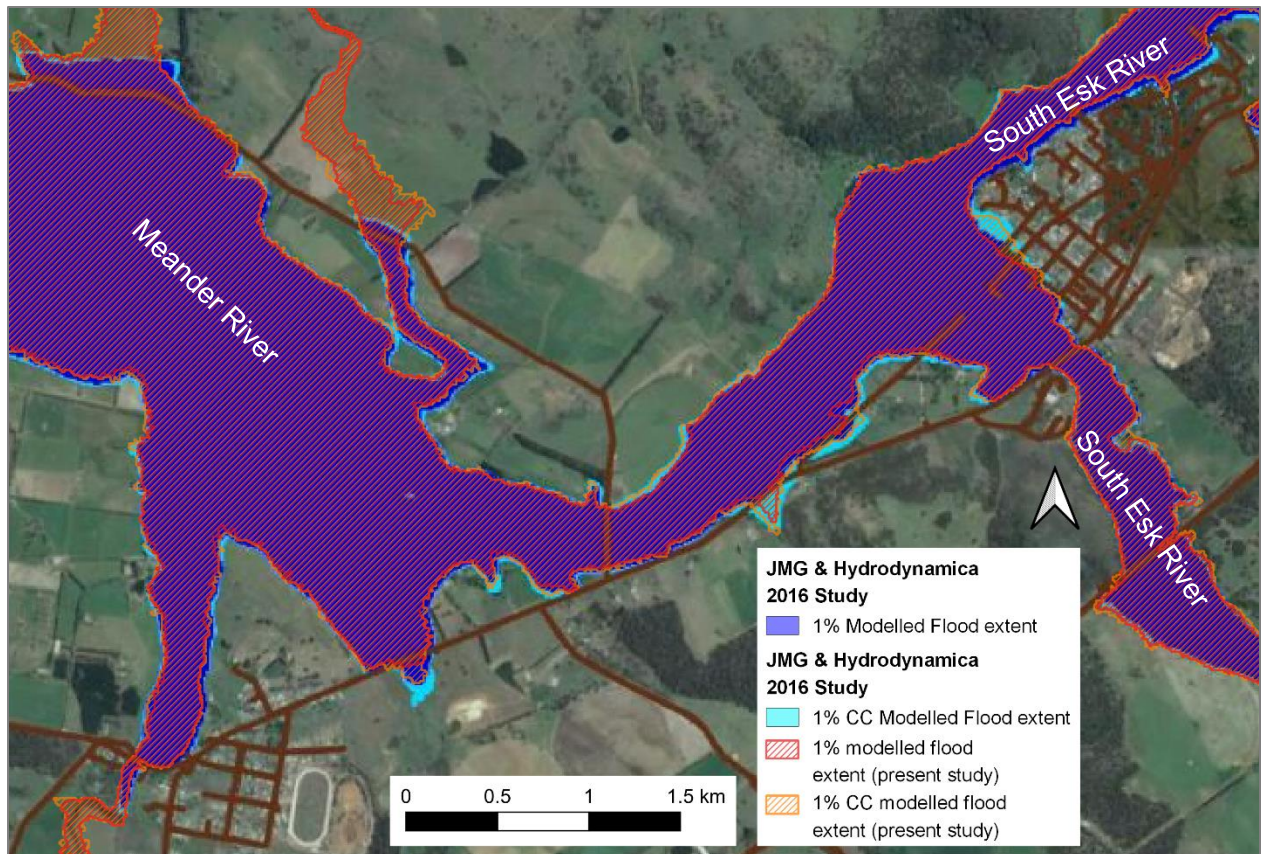 South Esk River
Meander River
South Esk River
JMG & Hydrodynamica
2016 Study
1% Modelled Flood extent
JMG & Hydrodynamica
2016 Study
1% CC Modelled Flood extent
1% modelled flood
extent (present study)
1% CC modelled flood
extent (present study)
0 0.5 1 1.5 km